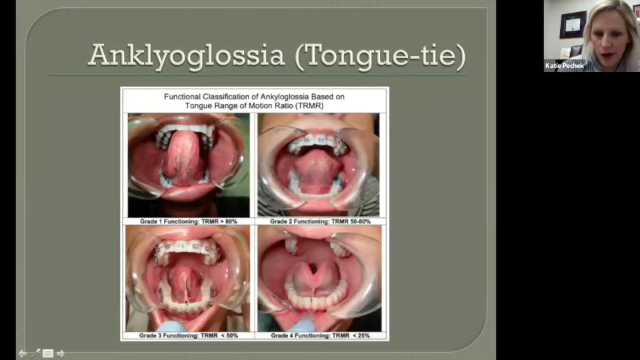 Anklyoglossia (Tongue-tie)
Katie Pechek
Functional Classification of Ankyloglossia Based on
Tongue Range of Motion Ratio (TRMR)
Grade 1 Functioning: TRMR > 80%
Grade 2 Functioning: TRMR 50-80%
Grade 3 Functioning: TRMR < 50%
Grade 4 Functioning: TRMR < 25%